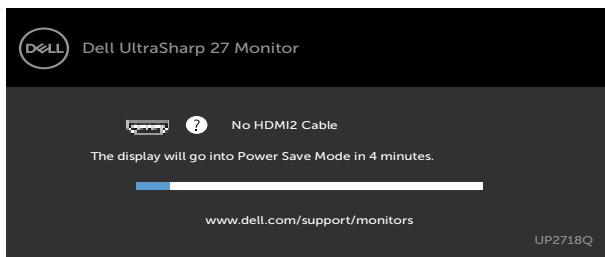 DELL Dell UltraSharp 27 Monitor
? No HDMI2 Cable
The display will go into Power Save Mode in 4 minutes.
www.dell.com/support/monitors
UP2718Q